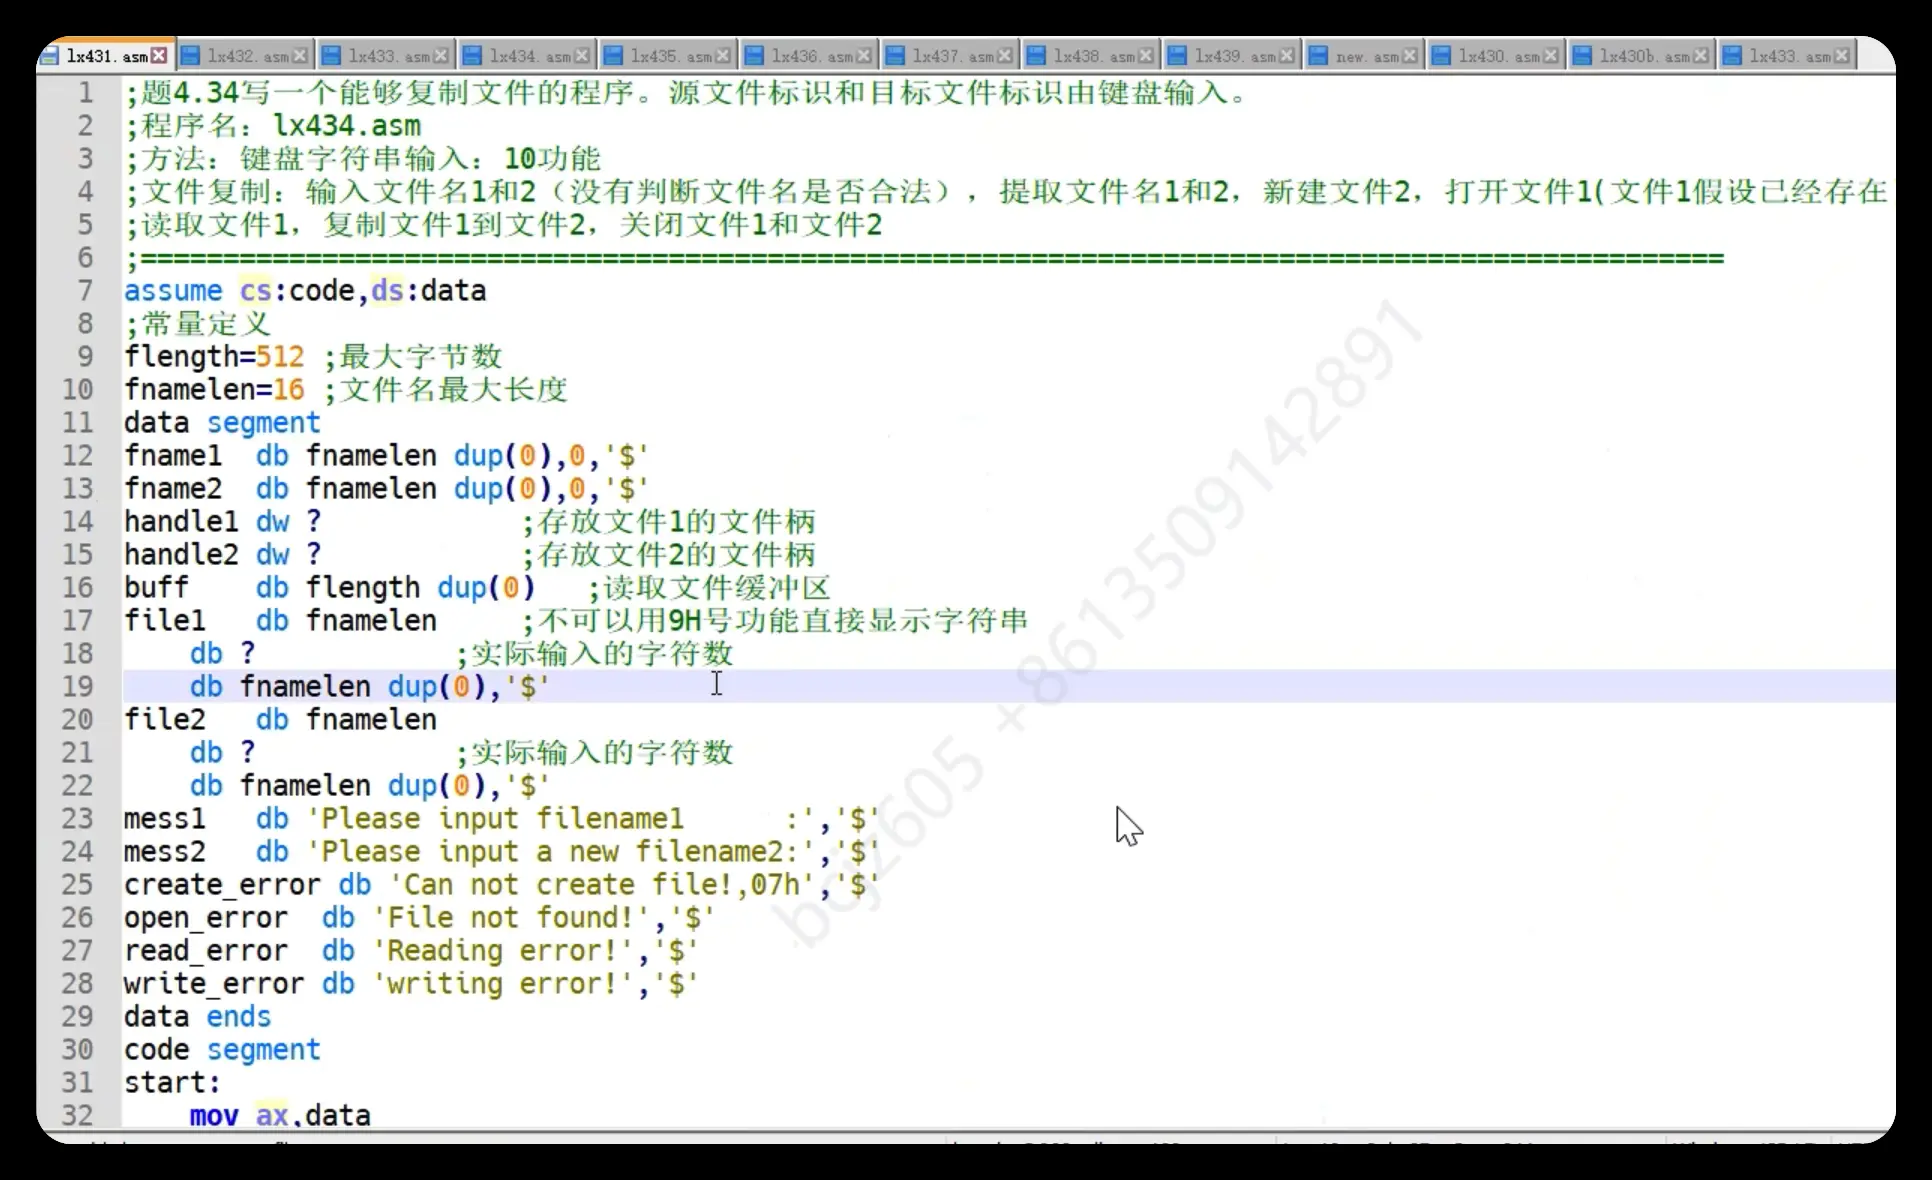 lx431.asm lx432.asm lx433.asm lx434.asm lx435.asm lx436.asm lx437.asm lx438.asm lx439.asm new.asm lx430.asm lx430b.asm lx433.asm
1 ;题4.34写一个能够复制文件的程序。源文件标识和目标文件标识由键盘输入。
2 ;程序名：lx434.asm
3 ;方法：键盘字符串输入：10功能
4 ;文件复制：输入文件名1和2（没有判断文件名是否合法），提取文件名1和2，新建文件2，打开文件1(文件1假设已经存在
5 ;读取文件1，复制文件1到文件2，关闭文件1和文件2
6 ;================================================================================================
7 assume cs:code,ds:data
8 ;常量定义
9 flength=512 ;最大字节数
10 fnamelen=16 ;文件名最大长度
11 data segment
12 fname1  db fnamelen dup(0),0,'$'
13 fname2  db fnamelen dup(0),0,'$'
14 handle1 dw ?            ;存放文件1的文件柄
15 handle2 dw ?            ;存放文件2的文件柄
16 buff    db flength dup(0)   ;读取文件缓冲区
17 file1   db fnamelen     ;不可以用9H号功能直接显示字符串
18     db ?            ;实际输入的字符数
19     db fnamelen dup(0),'$'
20 file2   db fnamelen
21     db ?            ;实际输入的字符数
22     db fnamelen dup(0),'$'
23 mess1   db 'Please input filename1      :','$'
24 mess2   db 'Please input a new filename2:','$'
25 create_error db 'Can not create file!,07h','$'
26 open_error  db 'File not found!','$'
27 read_error  db 'Reading error!','$'
28 write_error db 'writing error!','$'
29 data ends
30 code segment
31 start:
32     mov ax,data
bcjz605 +8613509142891